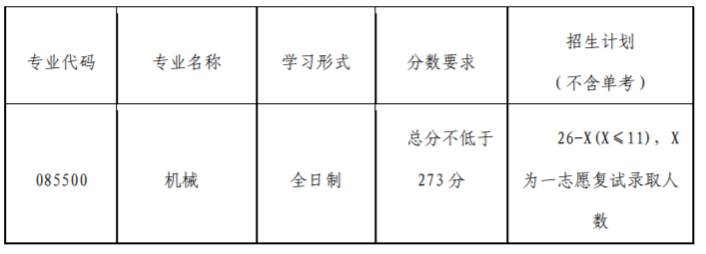 专业代码
专业名称
学习形式
分数要求
招生计划
（不含单考）
085500
机械
全日制
总分不低于
273分
26-X(X≤11)，X
为一志愿复试录取人
数